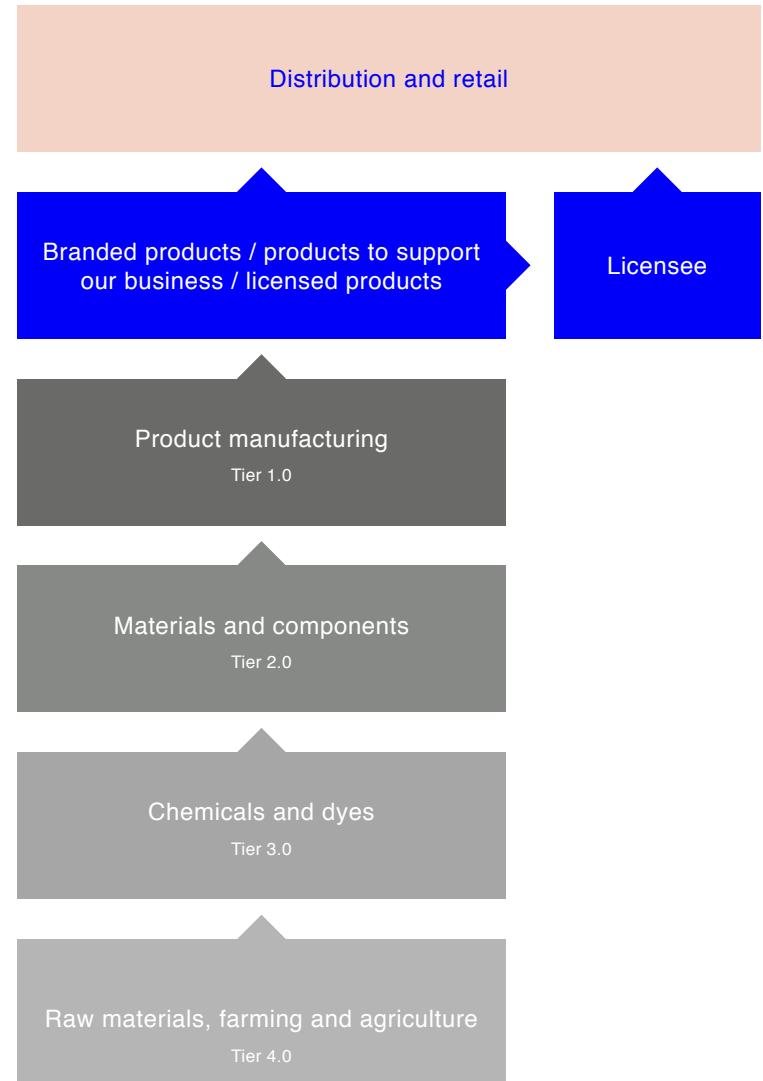 Distribution and retail
Branded products / products to support
our business / licensed products
Licensee
Product manufacturing
Tier 1.0
Materials and components
Tier 2.0
Chemicals and dyes
Tier 3.0
Raw materials, farming and agriculture
Tier 4.0